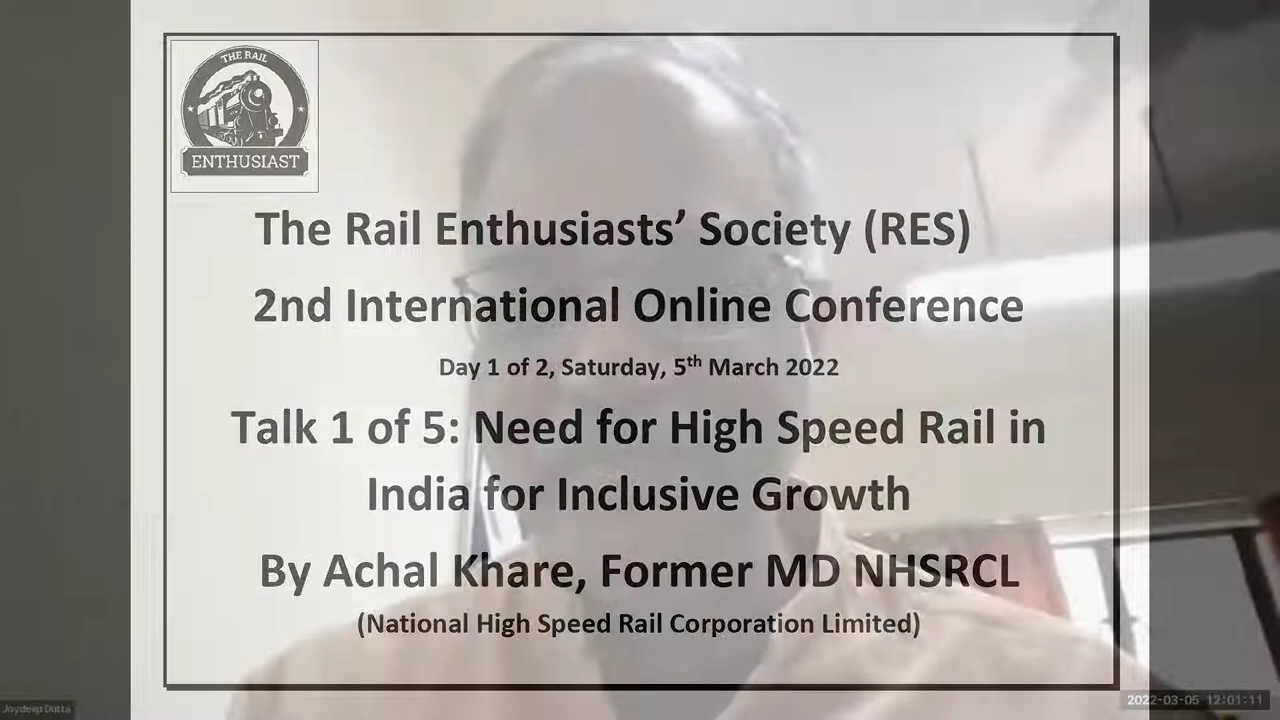 THE RAIL
ENTHUSIAST
The Rail Enthusiasts’ Society (RES)
2nd International Online Conference
Day 1 of 2, Saturday, 5th March 2022
Talk 1 of 5: Need for High Speed Rail in
India for Inclusive Growth
By Achal Khare, Former MD NHSRCL
(National High Speed Rail Corporation Limited)
Joydeep Dutta
2022-03-05 12:01:11